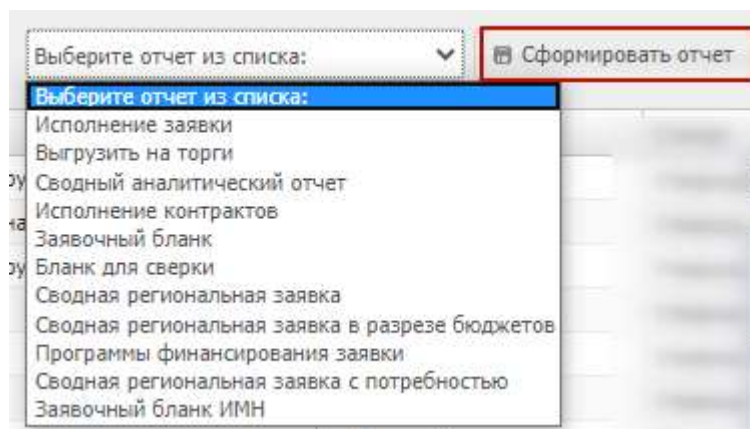 Выберите отчет из списка:
Сформировать отчет
Выберите отчет из списка:
Исполнение заявки
Выгрузить на торги
Сводный аналитический отчет
Исполнение контрактов
Заявочный бланк
Бланк для сверки
Сводная региональная заявка
Сводная региональная заявка в разрезе бюджетов
Программы финансирования заявки
Сводная региональная заявка с потребностью
Заявочный бланк ИМН